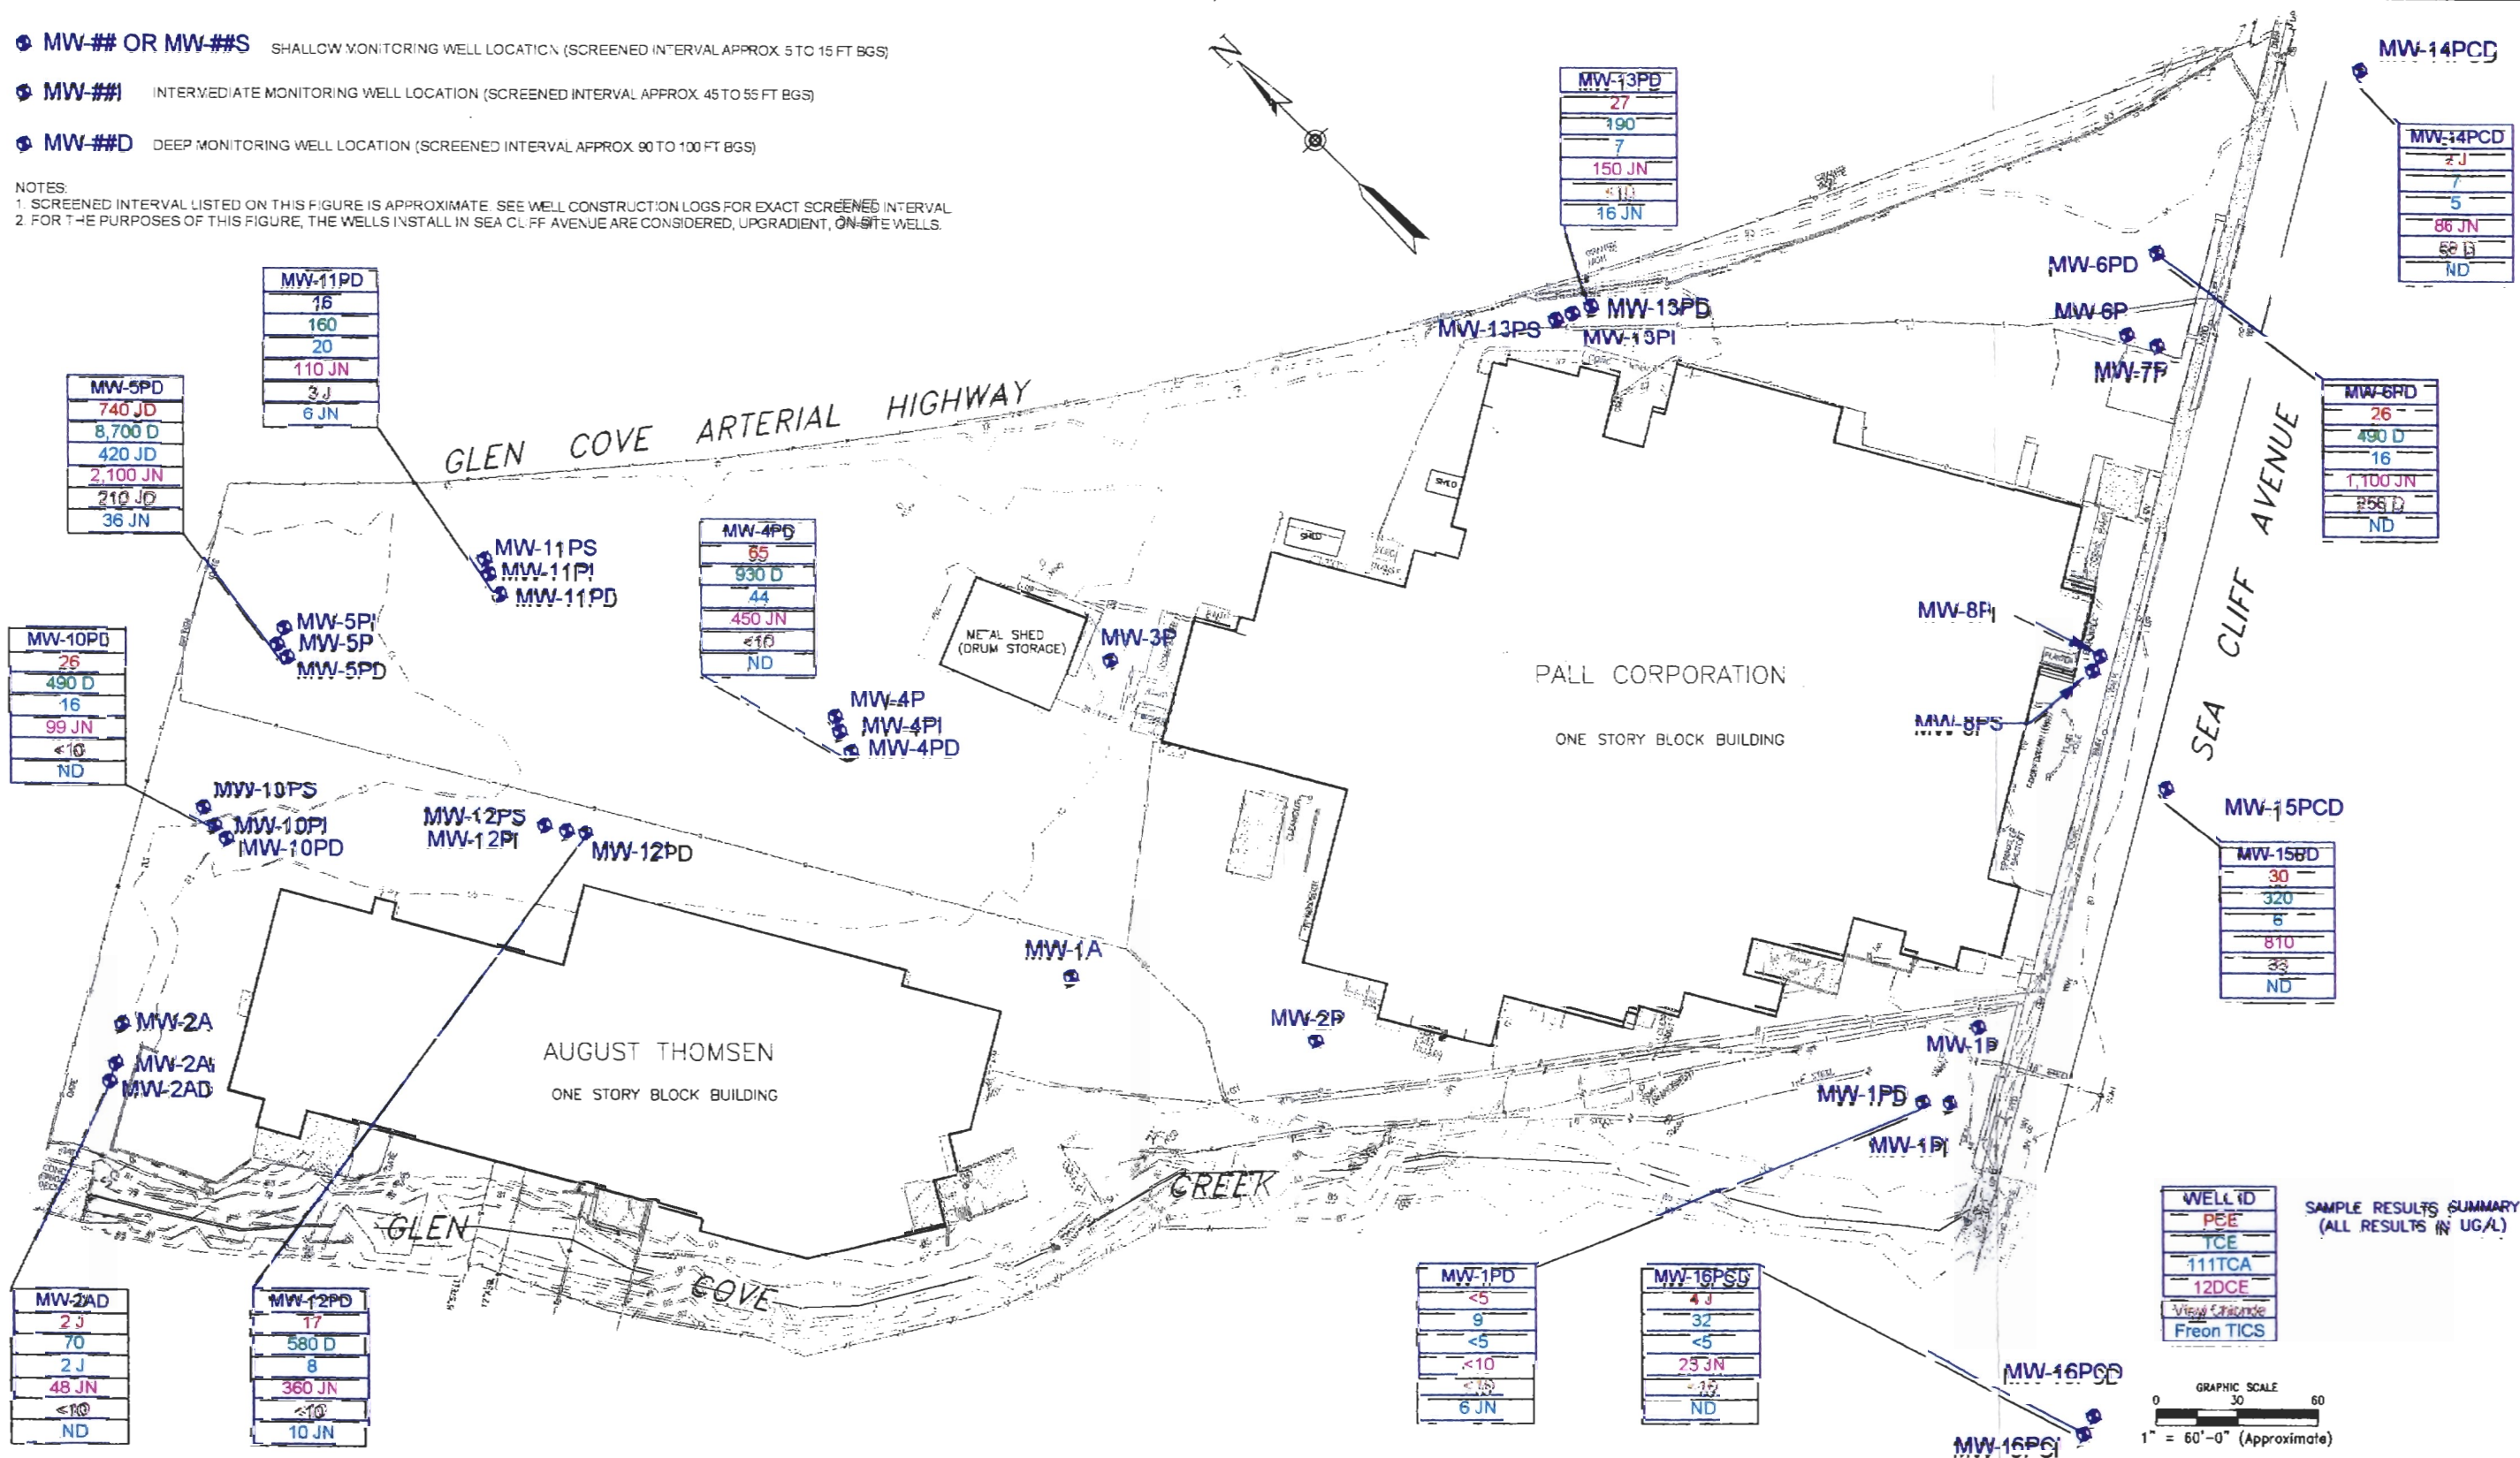 MW-## OR MW-##S SHALLOW MONITORING WELL LOCATION (SCREENED INTERVAL APPROX. 5 TO 15 FT BGS)
MW-##I INTERMEDIATE MONITORING WELL LOCATION (SCREENED INTERVAL APPROX. 45 TO 55 FT BGS)
MW-##D DEEP MONITORING WELL LOCATION (SCREENED INTERVAL APPROX. 90 TO 100 FT BGS)
NOTES:
1. SCREENED INTERVAL LISTED ON THIS FIGURE IS APPROXIMATE. SEE WELL CONSTRUCTION LOGS FOR EXACT SCREENED INTERVAL
2. FOR THE PURPOSES OF THIS FIGURE, THE WELLS INSTALL IN SEA CLIFF AVENUE ARE CONSIDERED, UPGRADIENT, ON-SITE WELLS.
N
MW-13PD
27
190
7
150 JN
<10
16 JN
MW-14PCD
MW-14PCD
2 J
7
5
86 JN
58 D
ND
MW-11PD
16
160
20
110 JN
3 J
6 JN
MW-5PD
740 JD
8,700 D
420 JD
2,100 JN
210 JD
36 JN
GLEN COVE ARTERIAL HIGHWAY
MW-13PS
MW-13PD
MW-13PI
MW-6PD
MW-6P
MW-7P
MW-6PD
26
490 D
16
1,100 JN
ND
SEA CLIFF AVENUE
SHED
SHED
MW-11PS
MW-11PI
MW-11PD
MW-4PD
65
930 D
44
450 JN
<10
ND
METAL SHED
(DRUM STORAGE)
MW-3P
MW-5PI
MW-5P
MW-5PD
MW-10PD
26
490 D
16
99 JN
<10
ND
MW-4P
MW-4PI
MW-4PD
PALL CORPORATION
ONE STORY BLOCK BUILDING
MW-8PI
MW-8PS
MW-10PS
MW-10PI
MW-10PD
MW-12PS
MW-12PI
MW-12PD
MW-15PCD
MW-15PD
30
320
6
810
33
ND
MW-1A
MW-2P
MW-2A
MW-2AI
MW-2AD
AUGUST THOMSEN
ONE STORY BLOCK BUILDING
MW-1P
MW-1PD
MW-1PI
GLEN COVE CREEK
MW-2AD
2 J
70
2 J
48 JN
<10
ND
MW-12PD
17
580 D
8
360 JN
<10
10 JN
MW-1PD
<5
9
<5
<10
<10
6 JN
MW-16PCD
4 J
32
<5
23 JN
<10
ND
MW-16PCD
MW-16PCI
WELL ID
PCE
TCE
111TCA
12DCE
Vinyl Chloride
Freon TICS
SAMPLE RESULTS SUMMARY
(ALL RESULTS IN UG/L)
GRAPHIC SCALE
0 30 60
1" = 60'-0" (Approximate)